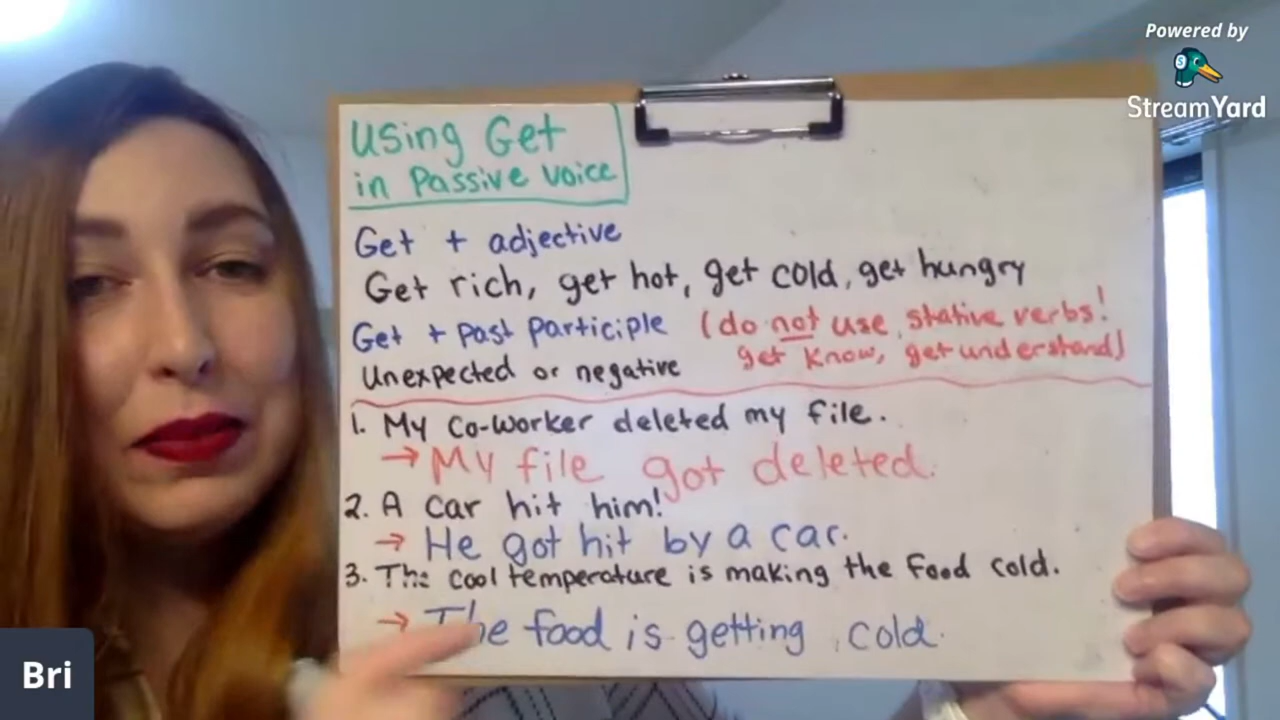 Powered by
StreamYard
Using Get
in Passive Voice
Get + adjective
Get rich, get hot, get cold, get hungry
Get + Past Participle (do not use stative verbs!
get know, get understand)
Unexpected or negative
1. My Co-worker deleted my file.
→ My file got deleted.
2. A car hit him!
→ He got hit by a car.
3. The cool temperature is making the food cold.
→ The food is getting cold.
Bri